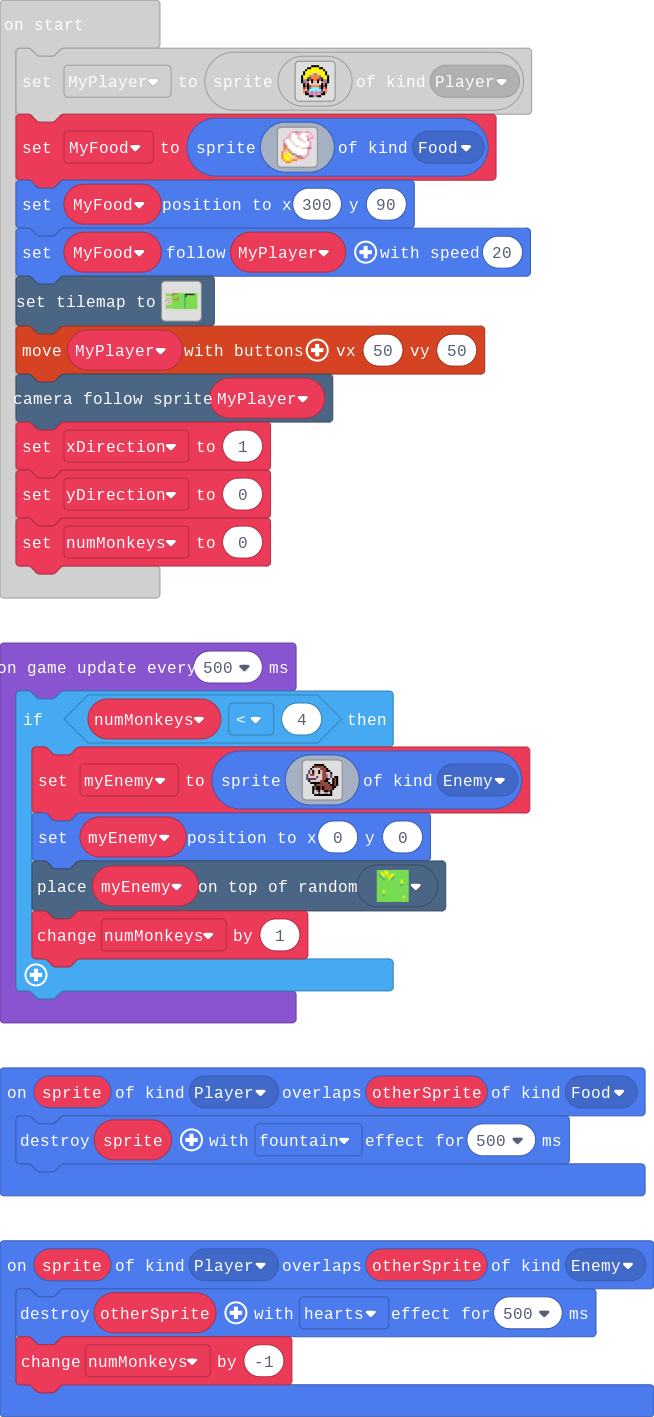 on start
set MyPlayer to sprite of kind Player
set MyFood to sprite of kind Food
set MyFood position to x 300 y 90
set MyFood follow MyPlayer with speed 20
set tilemap to
move MyPlayer with buttons vx 50 vy 50
camera follow sprite MyPlayer
set xDirection to 1
set yDirection to 0
set numMonkeys to 0
on game update every 500 ms
if numMonkeys < 4 then
set myEnemy to sprite of kind Enemy
set myEnemy position to x 0 y 0
place myEnemy on top of random
change numMonkeys by 1
on sprite of kind Player overlaps otherSprite of kind Food
destroy sprite with fountain effect for 500 ms
on sprite of kind Player overlaps otherSprite of kind Enemy
destroy otherSprite with hearts effect for 500 ms
change numMonkeys by -1